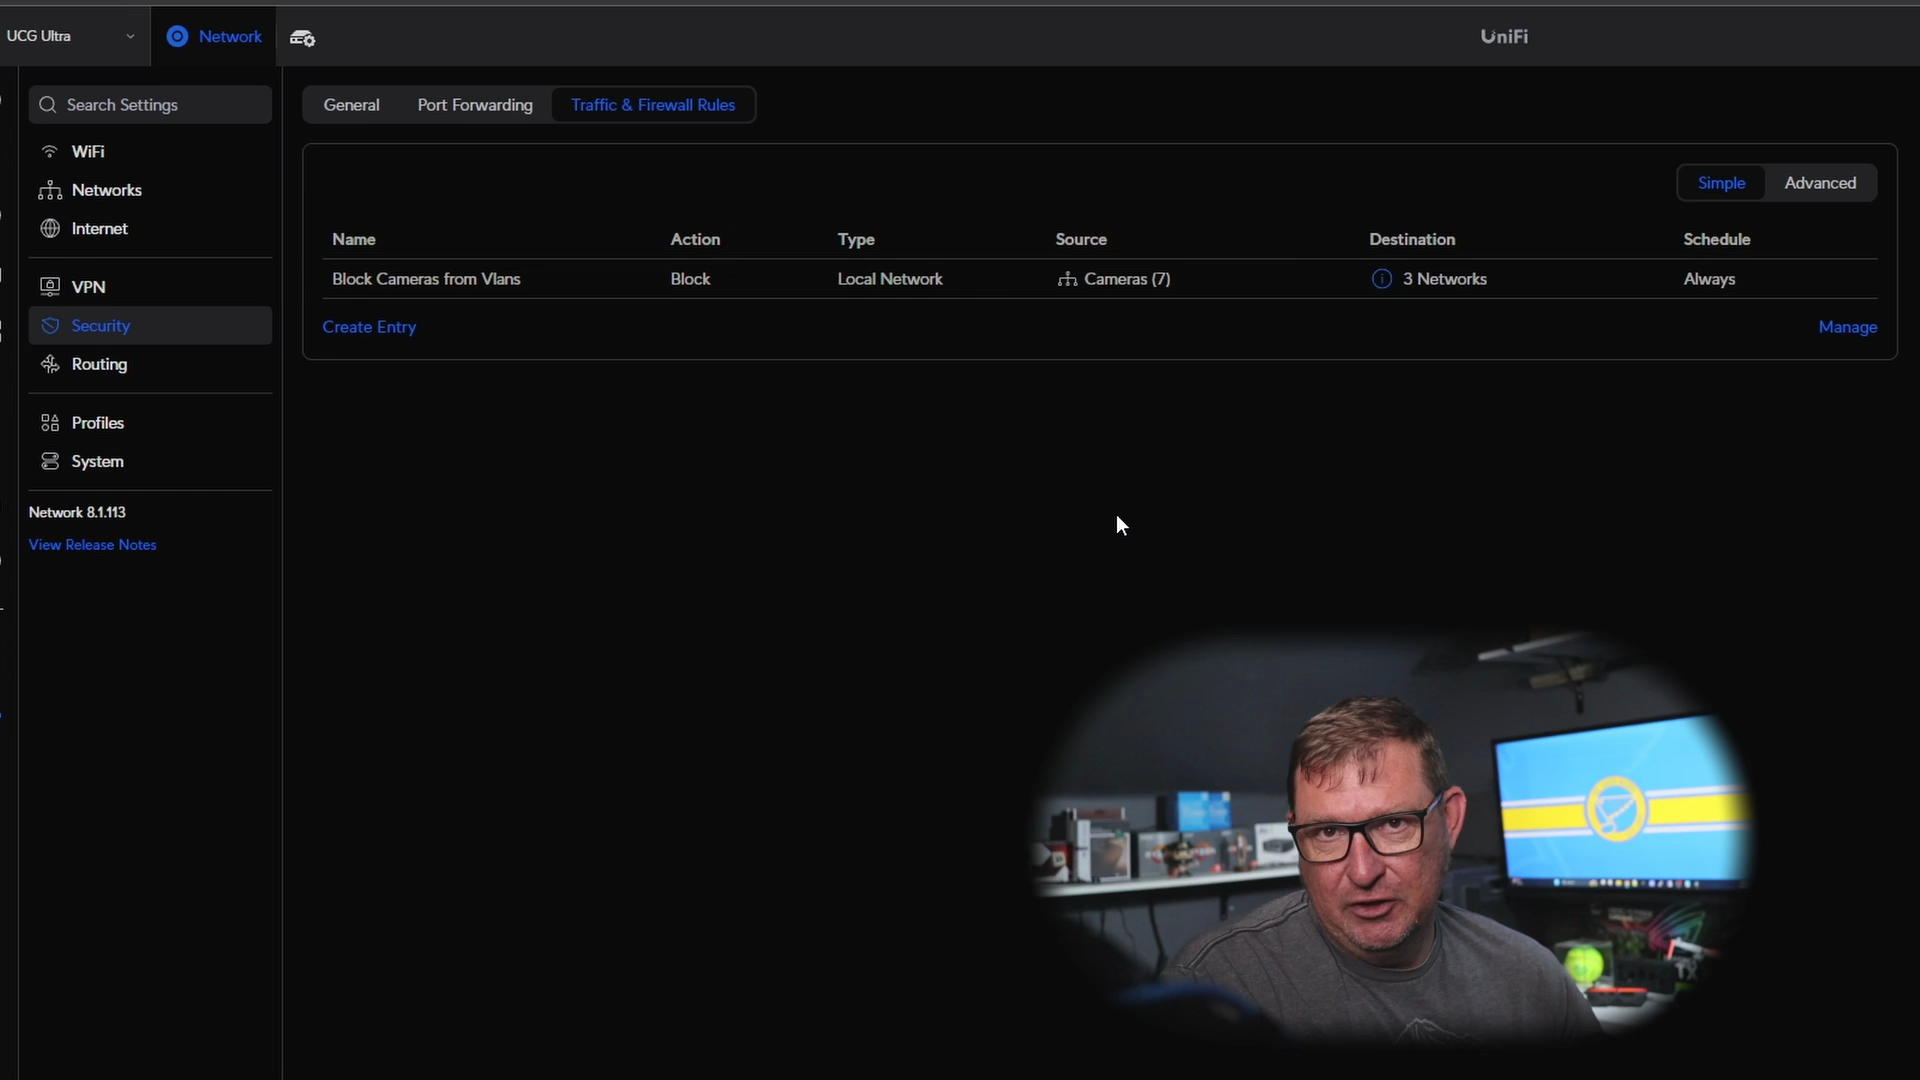 UCG Ultra
Network
UniFi
Search Settings
WiFi
Networks
Internet
VPN
Security
Routing
Profiles
System
Network 8.1.113
View Release Notes
General Port Forwarding Traffic & Firewall Rules
Simple Advanced
Name Action Type Source Destination Schedule
Block Cameras from Vlans Block Local Network Cameras (7) 3 Networks Always
Create Entry Manage